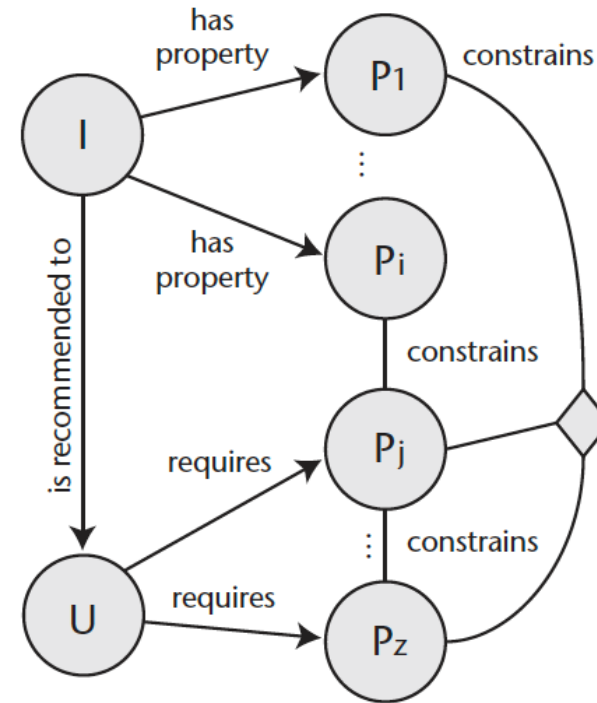 has
property
P1
constrains
I
...
has
property
Pi
is recommended to
constrains
requires
Pj
...
constrains
requires
U
Pz